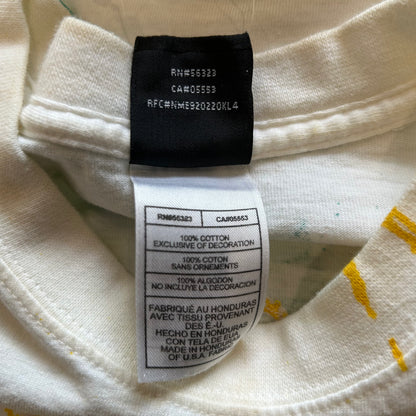 RN#56323
CA#05553
RFC#NME920220KL4
RN#56323 CA#05553
100% COTTON
EXCLUSIVE OF DECORATION
100% COTON
SANS ORNEMENTS
100% ALGODON
NO INCLUYE LA DECORACION
FABRIQUÉ AU HONDURAS
AVEC TISSU PROVENANT
DES É.-U.
HECHO EN HONDURAS
CON TELA DE EUA
MADE IN HONDURAS
OF U.S.A. FABRIC